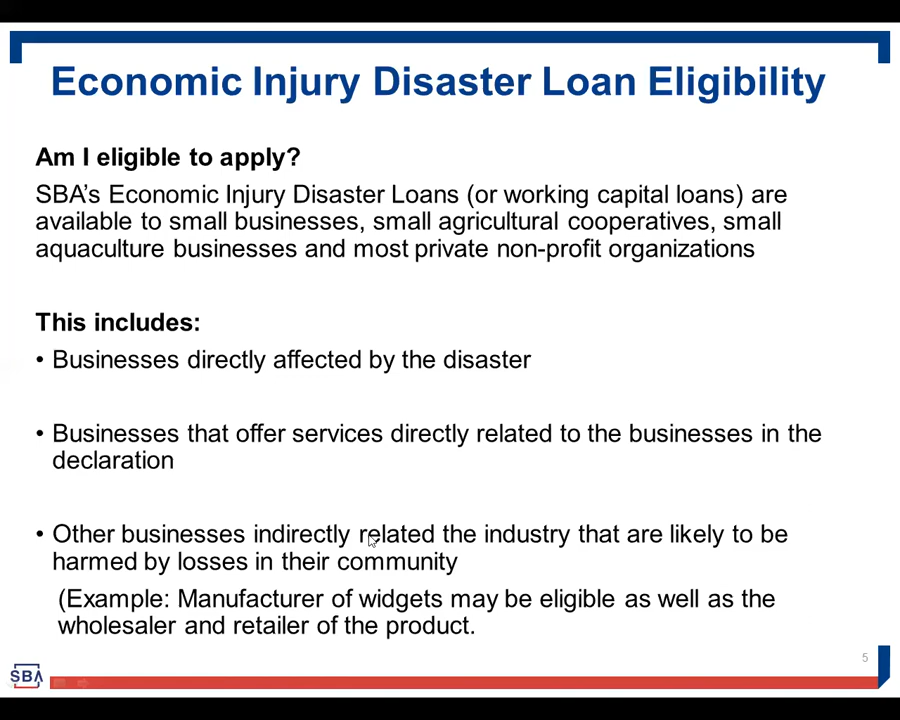 Economic Injury Disaster Loan Eligibility
Am I eligible to apply?
SBA's Economic Injury Disaster Loans (or working capital loans) are
available to small businesses, small agricultural cooperatives, small
aquaculture businesses and most private non-profit organizations
This includes:
• Businesses directly affected by the disaster
• Businesses that offer services directly related to the businesses in the
declaration
• Other businesses indirectly related the industry that are likely to be
harmed by losses in their community
(Example: Manufacturer of widgets may be eligible as well as the
wholesaler and retailer of the product.
5
SBA